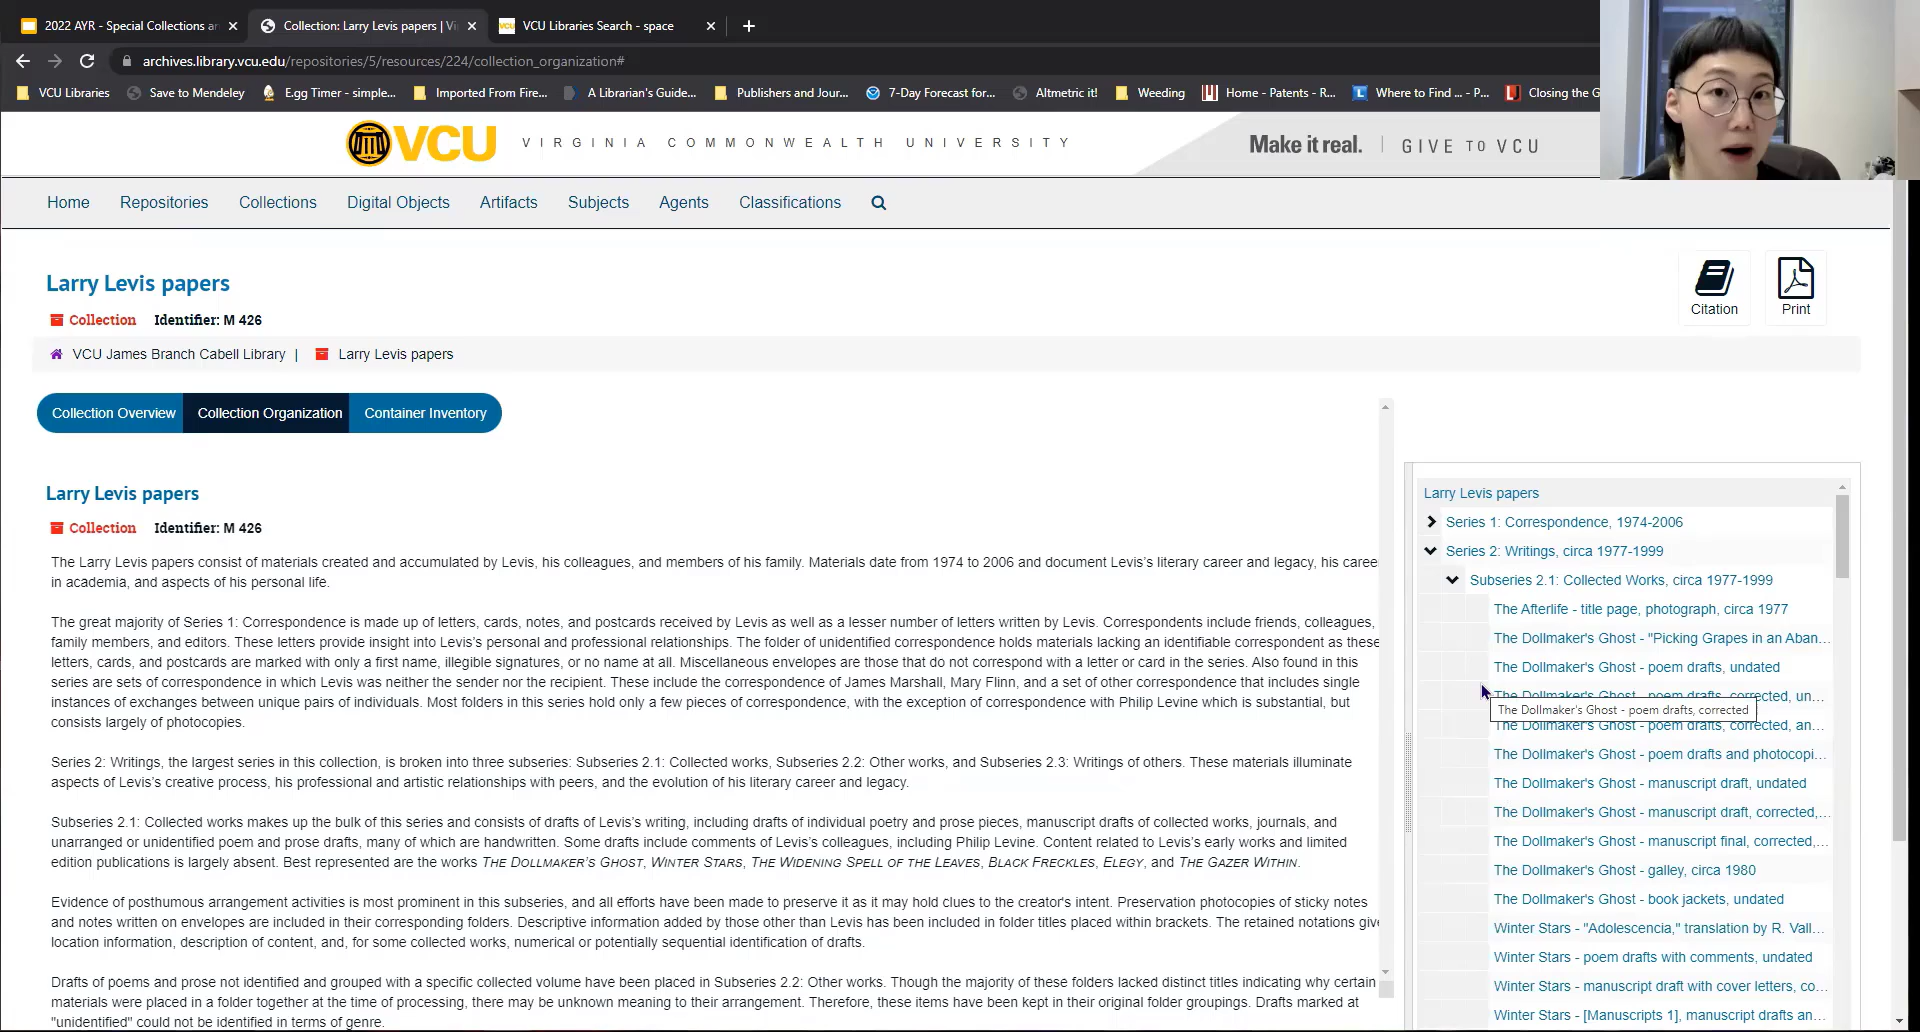 2022 AYR - Special Collections ar
Collection: Larry Levis papers | Vi
VCU Libraries Search - space
archives.library.vcu.edu/repositories/5/resources/224/collection_organization#
VCU Libraries
Save to Mendeley
E.gg Timer - simple...
Imported From Fire...
A Librarian's Guide...
Publishers and Jour...
7-Day Forecast for...
Altmetric it!
Weeding
Home - Patents - R...
Where to Find ... - P...
Closing the G
VCU VIRGINIA COMMONWEALTH UNIVERSITY
Make it real. | GIVE TO VCU
Home
Repositories
Collections
Digital Objects
Artifacts
Subjects
Agents
Classifications
Larry Levis papers
Collection Identifier: M 426
Citation
Print
VCU James Branch Cabell Library | Larry Levis papers
Collection Overview
Collection Organization
Container Inventory
Larry Levis papers
Collection Identifier: M 426
The Larry Levis papers consist of materials created and accumulated by Levis, his colleagues, and members of his family. Materials date from 1974 to 2006 and document Levis's literary career and legacy, his caree
in academia, and aspects of his personal life.
The great majority of Series 1: Correspondence is made up of letters, cards, notes, and postcards received by Levis as well as a lesser number of letters written by Levis. Correspondents include friends, colleagues,
family members, and editors. These letters provide insight into Levis's personal and professional relationships. The folder of unidentified correspondence holds materials lacking an identifiable correspondent as these
letters, cards, and postcards are marked with only a first name, illegible signatures, or no name at all. Miscellaneous envelopes are those that do not correspond with a letter or card in the series. Also found in this
series are sets of correspondence in which Levis was neither the sender nor the recipient. These include the correspondence of James Marshall, Mary Flinn, and a set of other correspondence that includes single
instances of exchanges between unique pairs of individuals. Most folders in this series hold only a few pieces of correspondence, with the exception of correspondence with Philip Levine which is substantial, but
consists largely of photocopies.
Series 2: Writings, the largest series in this collection, is broken into three subseries: Subseries 2.1: Collected works, Subseries 2.2: Other works, and Subseries 2.3: Writings of others. These materials illuminate
aspects of Levis's creative process, his professional and artistic relationships with peers, and the evolution of his literary career and legacy.
Subseries 2.1: Collected works makes up the bulk of this series and consists of drafts of Levis's writing, including drafts of individual poetry and prose pieces, manuscript drafts of collected works, journals, and
unarranged or unidentified poem and prose drafts, many of which are handwritten. Some drafts include comments of Levis's colleagues, including Philip Levine. Content related to Levis's early works and limited
edition publications is largely absent. Best represented are the works THE DOLLMAKER'S GHOST, WINTER STARS, THE WIDENING SPELL OF THE LEAVES, BLACK FRECKLES, ELEGY, and THE GAZER WITHIN.
Evidence of posthumous arrangement activities is most prominent in this subseries, and all efforts have been made to preserve it as it may hold clues to the creator's intent. Preservation photocopies of sticky notes
and notes written on envelopes are included in their corresponding folders. Descriptive information added by those other than Levis has been included in folder titles placed within brackets. The retained notations give
location information, description of content, and, for some collected works, numerical or potentially sequential identification of drafts.
Drafts of poems and prose not identified and grouped with a specific collected volume have been placed in Subseries 2.2: Other works. Though the majority of these folders lacked distinct titles indicating why certain
materials were placed in a folder together at the time of processing, there may be unknown meaning to their arrangement. Therefore, these items have been kept in their original folder groupings. Drafts marked at
"unidentified" could not be identified in terms of genre.
Larry Levis papers
Series 1: Correspondence, 1974-2006
Series 2: Writings, circa 1977-1999
Subseries 2.1: Collected Works, circa 1977-1999
The Afterlife - title page, photograph, circa 1977
The Dollmaker's Ghost - "Picking Grapes in an Aban...
The Dollmaker's Ghost - poem drafts, undated
The Dollmaker's Ghost - poem drafts, corrected, un...
The Dollmaker's Ghost - poem drafts, corrected
The Dollmaker's Ghost - poem drafts, corrected, an...
The Dollmaker's Ghost - poem drafts and photocopi...
The Dollmaker's Ghost - manuscript draft, undated
The Dollmaker's Ghost - manuscript draft, corrected,...
The Dollmaker's Ghost - manuscript final, corrected,...
The Dollmaker's Ghost - galley, circa 1980
The Dollmaker's Ghost - book jackets, undated
Winter Stars - "Adolescencia," translation by R. Vall...
Winter Stars - poem drafts with comments, undated
Winter Stars - manuscript draft with cover letters, co...
Winter Stars - [Manuscripts 1], manuscript drafts an...